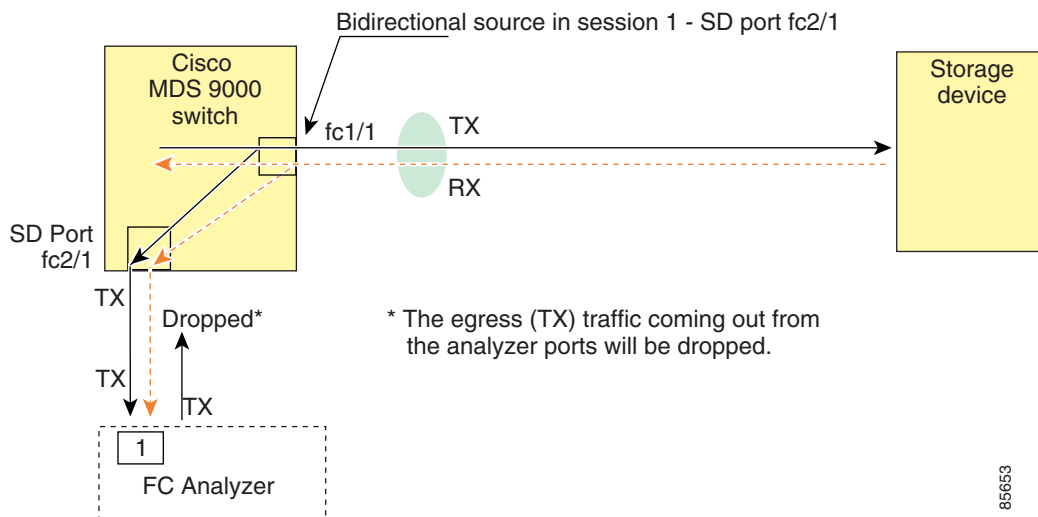 Bidirectional source in session 1 - SD port fc2/1
Cisco
MDS 9000
switch
Storage
device
fc1/1
TX
RX
SD Port
fc2/1
TX
Dropped*
* The egress (TX) traffic coming out from
the analyzer ports will be dropped.
TX
TX
1
FC Analyzer
85653